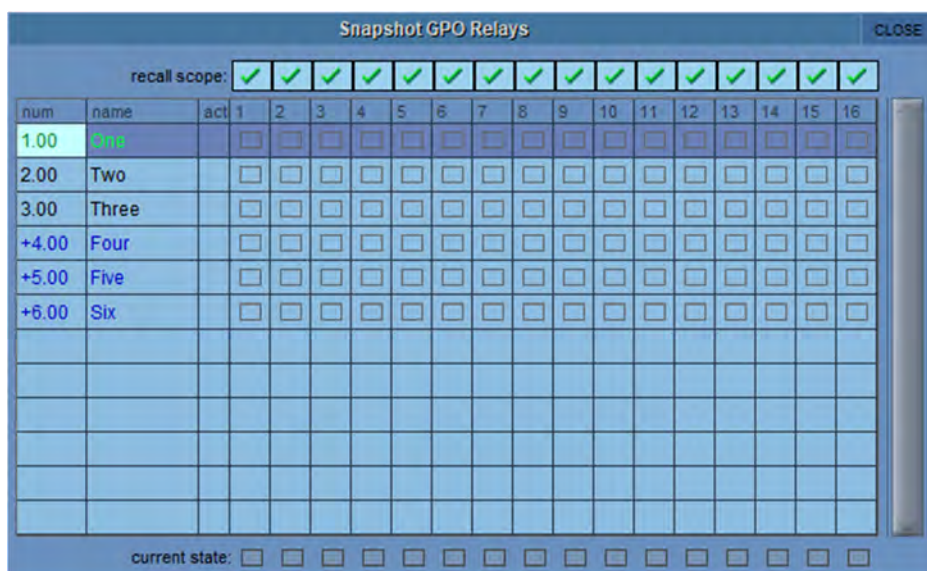 Snapshot GPO Relays CLOSE
recall scope:
num name act 1 2 3 4 5 6 7 8 9 10 11 12 13 14 15 16
1.00 One
2.00 Two
3.00 Three
+4.00 Four
+5.00 Five
+6.00 Six
current state: